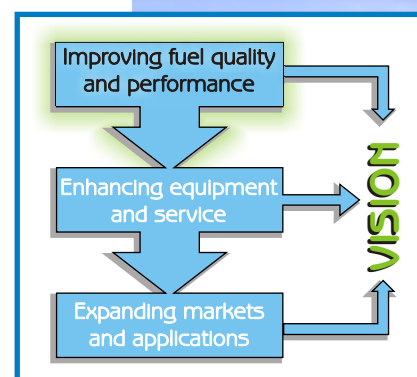 Improving fuel quality
and performance
Enhancing equipment
and service
Expanding markets
and applications
VISION